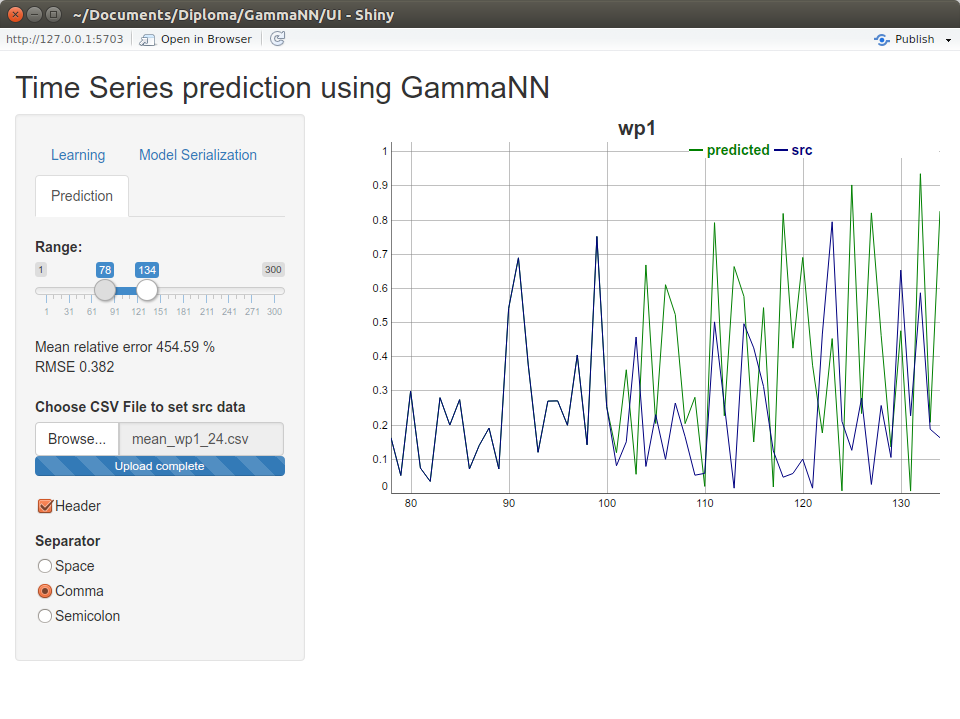 ~/Documents/Diploma/GammaNN/UI - Shiny
http://127.0.0.1:5703 Open in Browser Publish
Time Series prediction using GammaNN
Learning Model Serialization
Prediction
Range:
1 78 134 300
1 31 61 91 121 151 181 211 241 271 300
Mean relative error 454.59 %
RMSE 0.382
Choose CSV File to set src data
Browse... mean_wp1_24.csv
Upload complete
Header
Separator
Space
Comma
Semicolon
wp1
predicted src
1
0.9
0.8
0.7
0.6
0.5
0.4
0.3
0.2
0.1
0
80 90 100 110 120 130